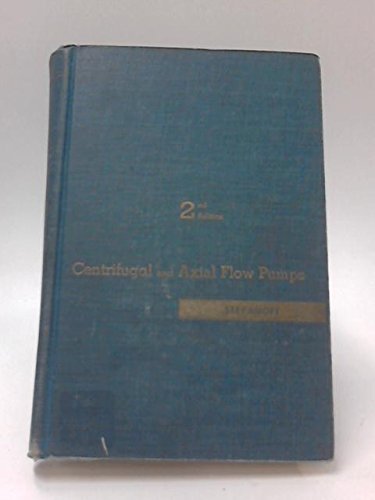 2nd
Edition
Centrifugal and Axial Flow Pumps
STEPANOFF